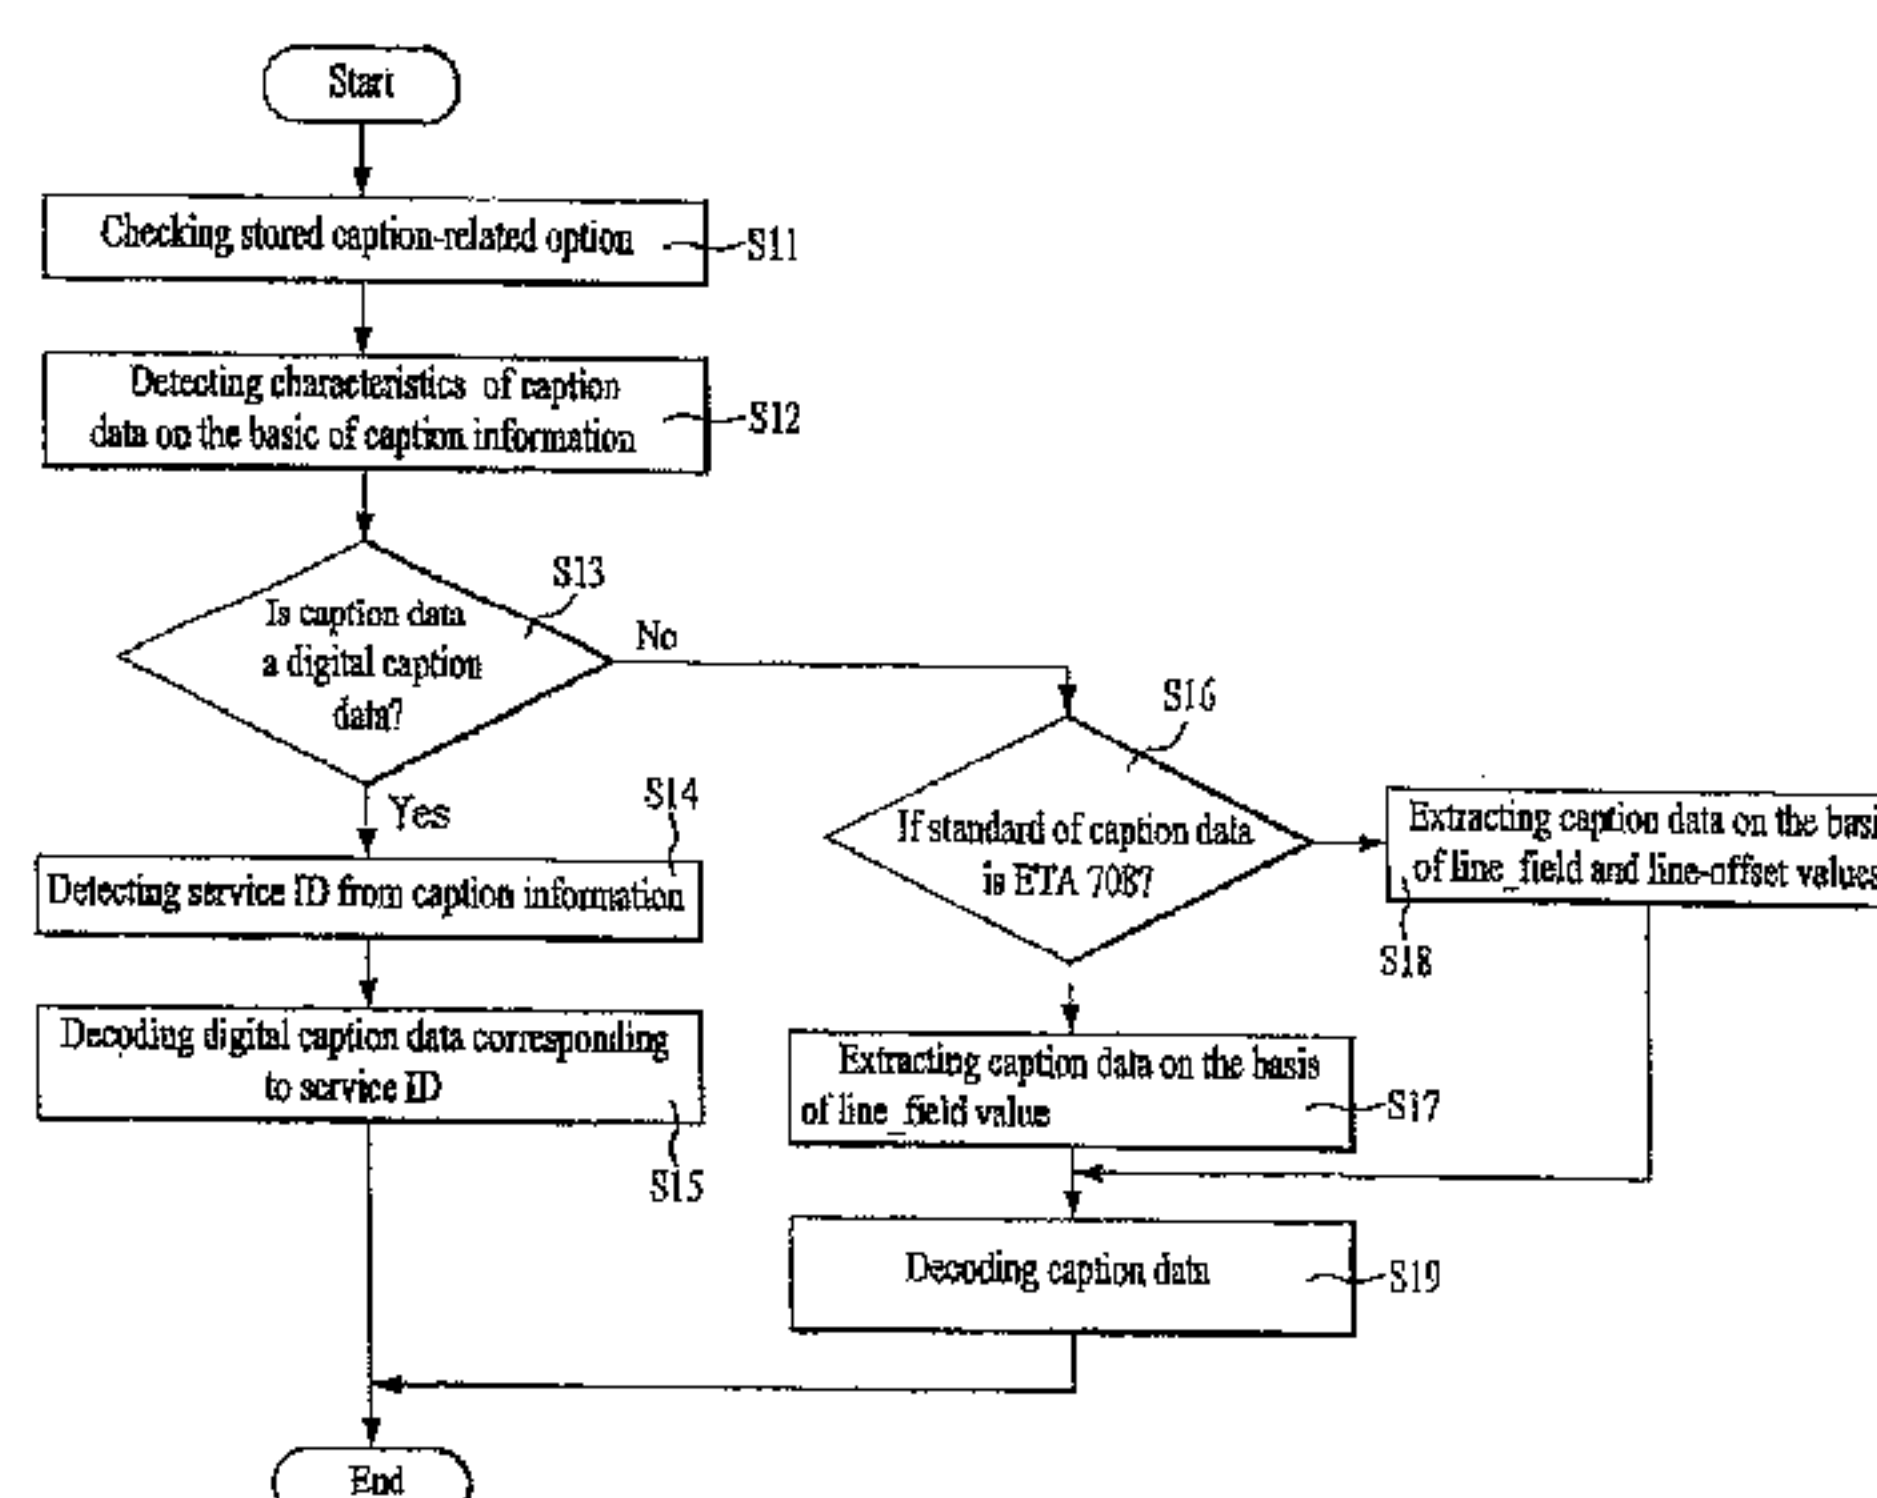 Start
Checking stored caption-related option
S11
Detecting characteristics of caption
data on the basic of caption information
S12
S13
Is caption data
a digital caption
data?
No
Yes
S14
Detecting service ID from caption information
Decoding digital caption data corresponding
to service ID
S15
S16
If standard of caption data
is ETA 708?
Extracting caption data on the basi
of line_field and line-offset values
S18
Extracting caption data on the basis
of line_field value
S17
Decoding caption data
S19
End